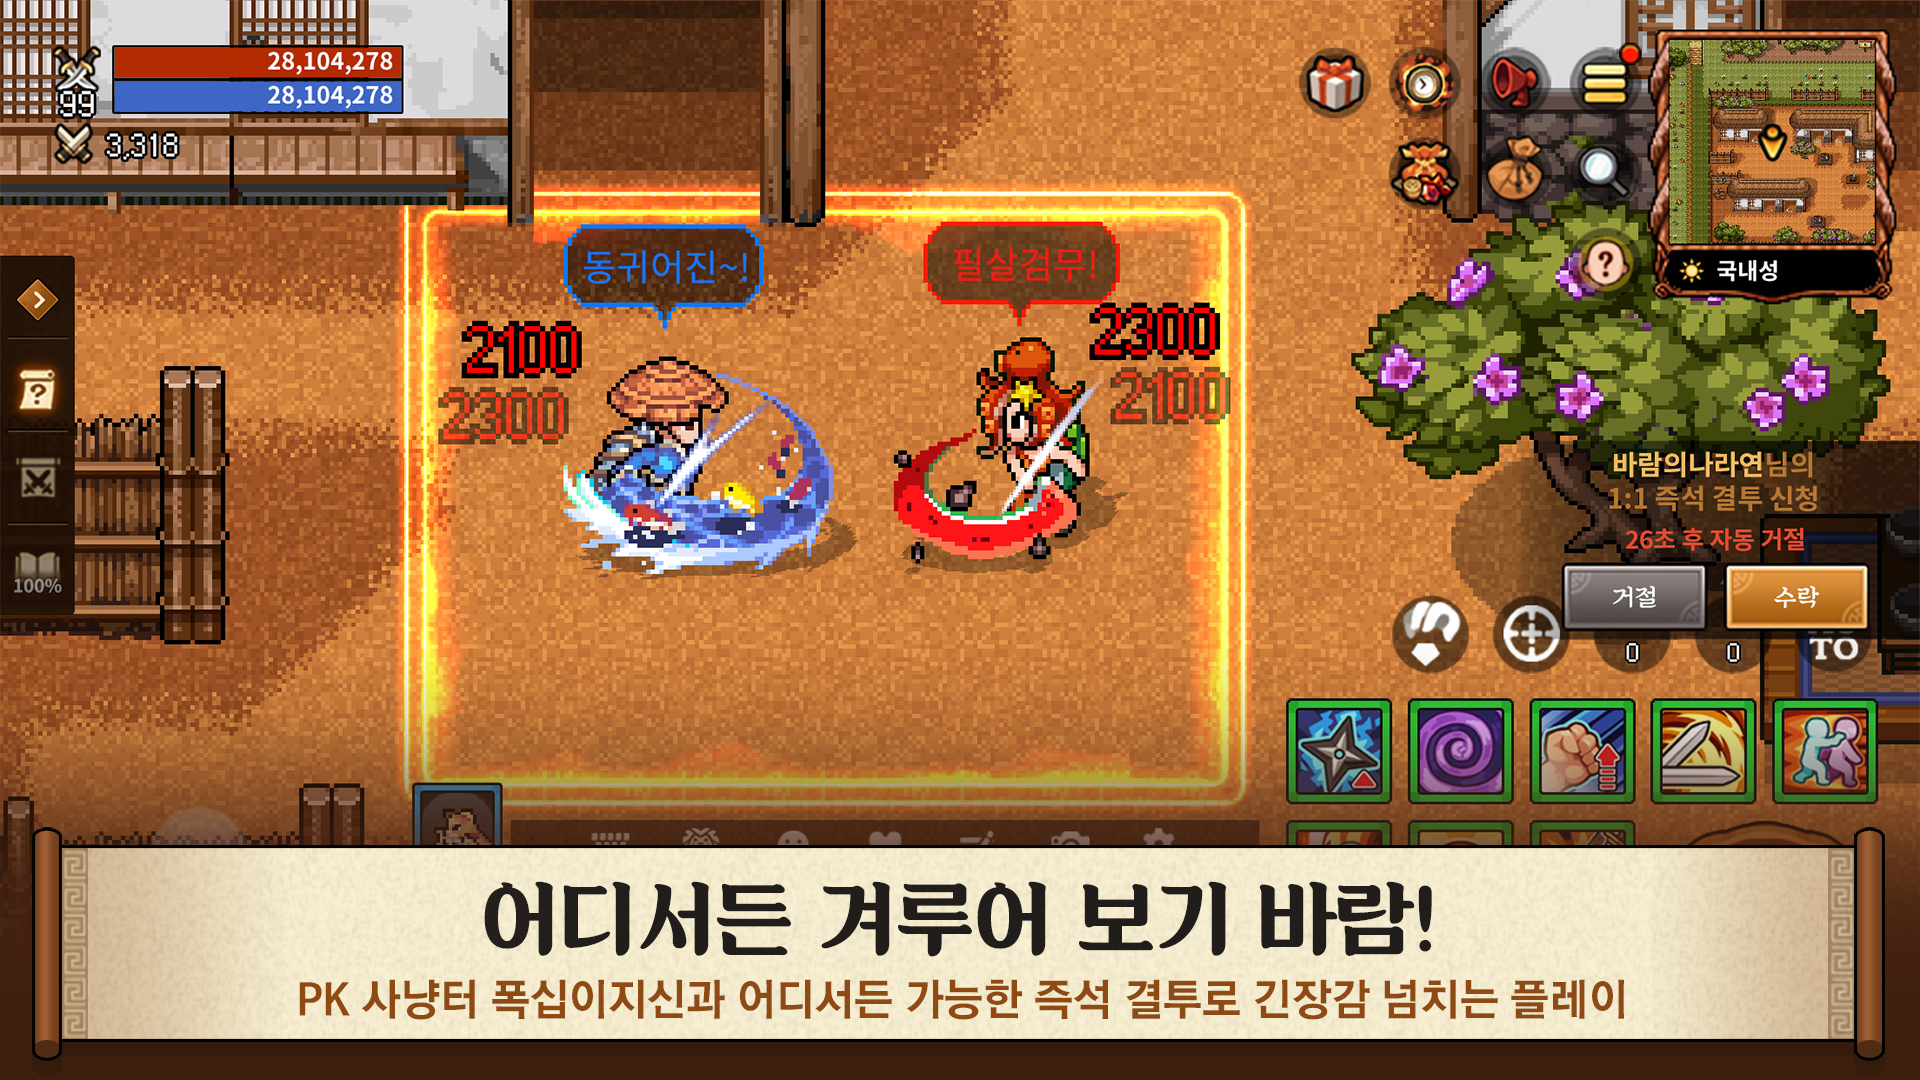 28,104,278
99
28,104,278
3,318
국내성
동귀어진~!
필살검무!
2100
2300
2300
2100
바람의나라연님의
1:1 즉석 결투 신청
26초 후 자동 거절
거절
수락
100%
0
0
TO
어디서든 겨루어 보기 바람!
PK 사냥터 폭십이지신과 어디서든 가능한 즉석 결투로 긴장감 넘치는 플레이